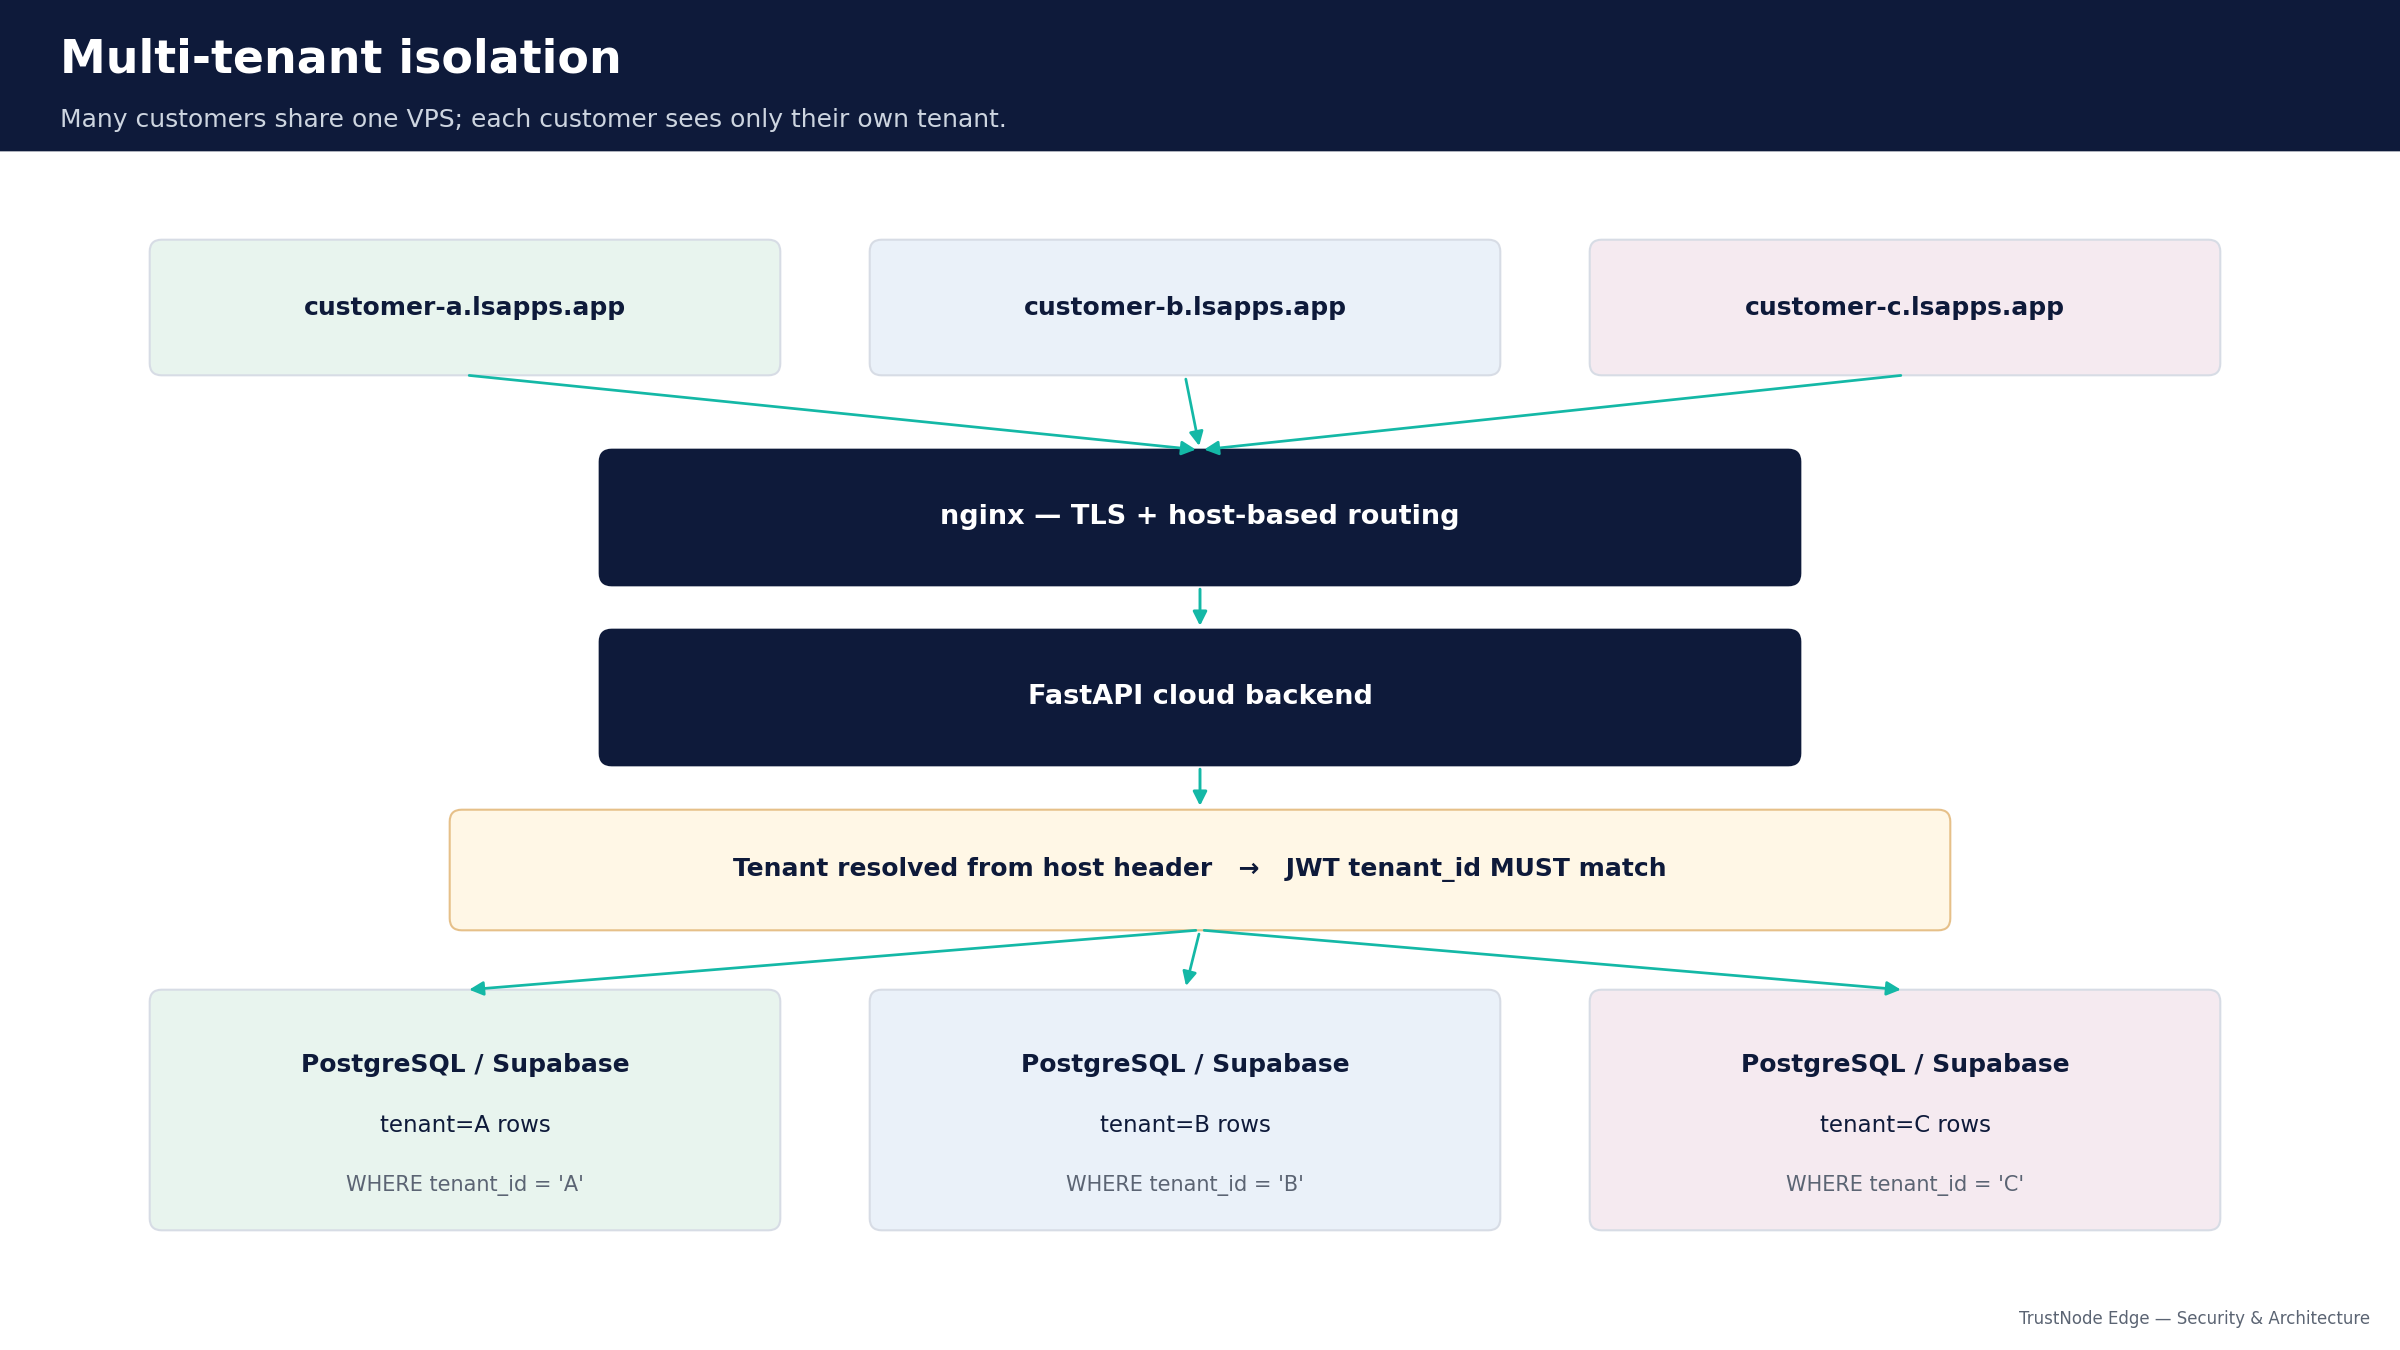 Multi-tenant isolation
Many customers share one VPS; each customer sees only their own tenant.
customer-a.lsapps.app
customer-b.lsapps.app
customer-c.lsapps.app
nginx — TLS + host-based routing
FastAPI cloud backend
Tenant resolved from host header → JWT tenant_id MUST match
PostgreSQL / Supabase
tenant=A rows
WHERE tenant_id = 'A'
PostgreSQL / Supabase
tenant=B rows
WHERE tenant_id = 'B'
PostgreSQL / Supabase
tenant=C rows
WHERE tenant_id = 'C'
TrustNode Edge — Security & Architecture